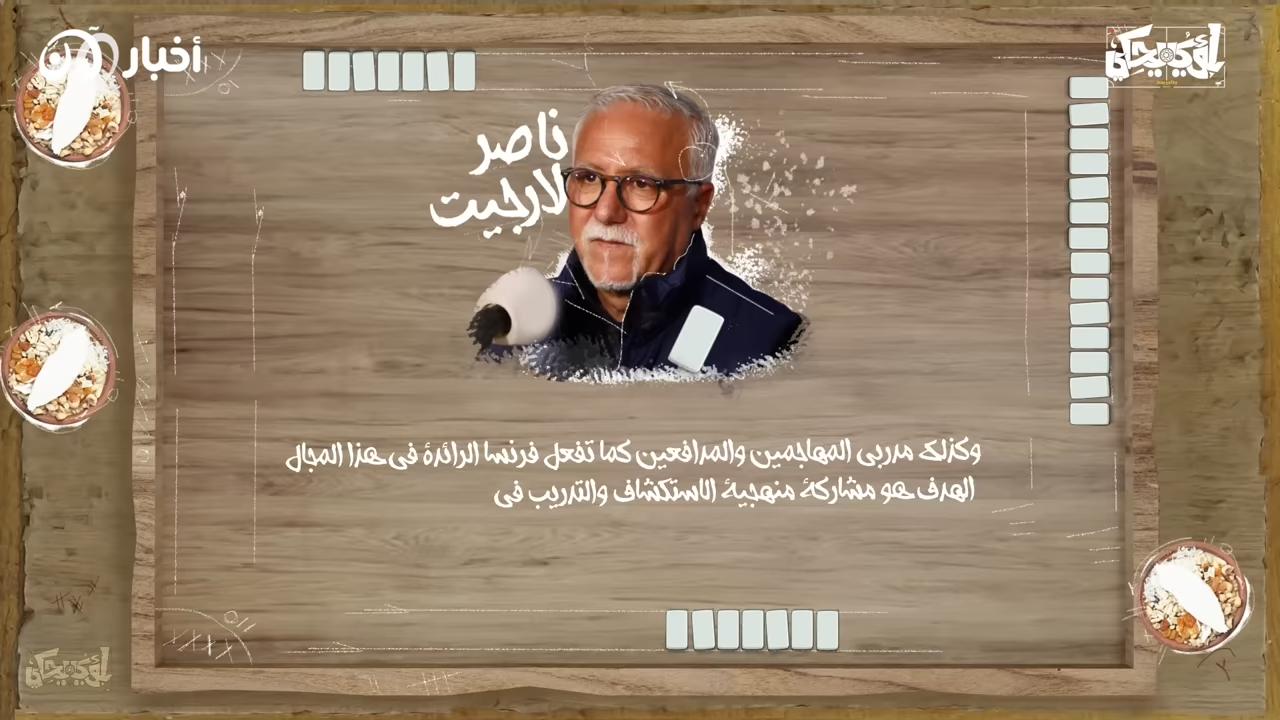 أخبار الآن
ناصر
لارجيت
وكذلك مدربي المهاجمين والمدافعين كما تفعل فرنسا الرائدة في هذا المجال
الهدف هو مشاركة منهجية الاستكشاف والتدريب في